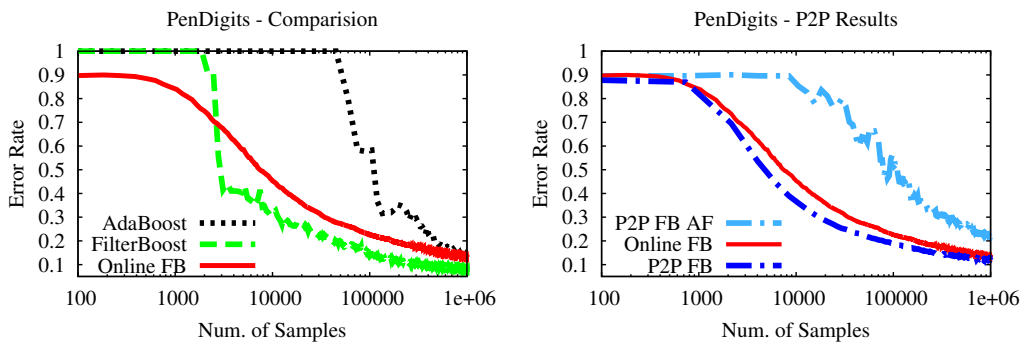 PenDigits - Comparision
1
0.9
0.8
0.7
0.6
0.5
0.4
0.3
0.2
0.1
Error Rate
AdaBoost
FilterBoost
Online FB
100 1000 10000 100000 1e+06
Num. of Samples
PenDigits - P2P Results
1
0.9
0.8
0.7
0.6
0.5
0.4
0.3
0.2
0.1
Error Rate
P2P FB AF
Online FB
P2P FB
100 1000 10000 100000 1e+06
Num. of Samples